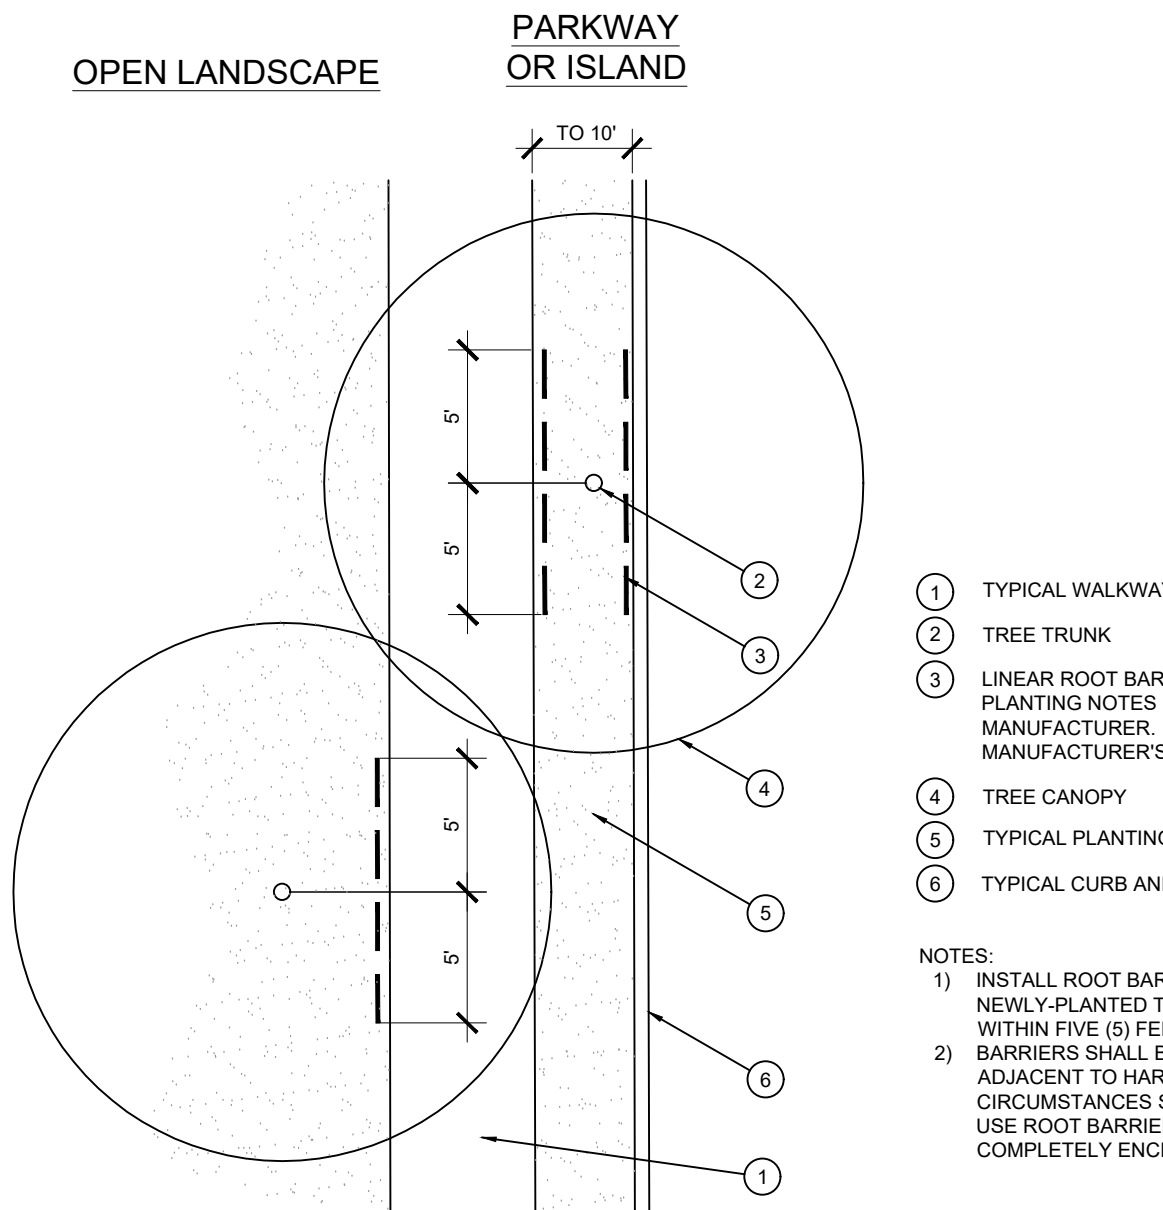 OPEN LANDSCAPE
PARKWAY
OR ISLAND
TO 10'
5'
5'
2
3
4
5'
5'
5
6
1
1 TYPICAL WALKWAY
2 TREE TRUNK
3 LINEAR ROOT BAR
PLANTING NOTES
MANUFACTURER.
MANUFACTURER'S
4 TREE CANOPY
5 TYPICAL PLANTING
6 TYPICAL CURB AN
NOTES:
1) INSTALL ROOT BAR
NEWLY-PLANTED T
WITHIN FIVE (5) FE
2) BARRIERS SHALL B
ADJACENT TO HAR
CIRCUMSTANCES S
USE ROOT BARRIE
COMPLETELY ENC